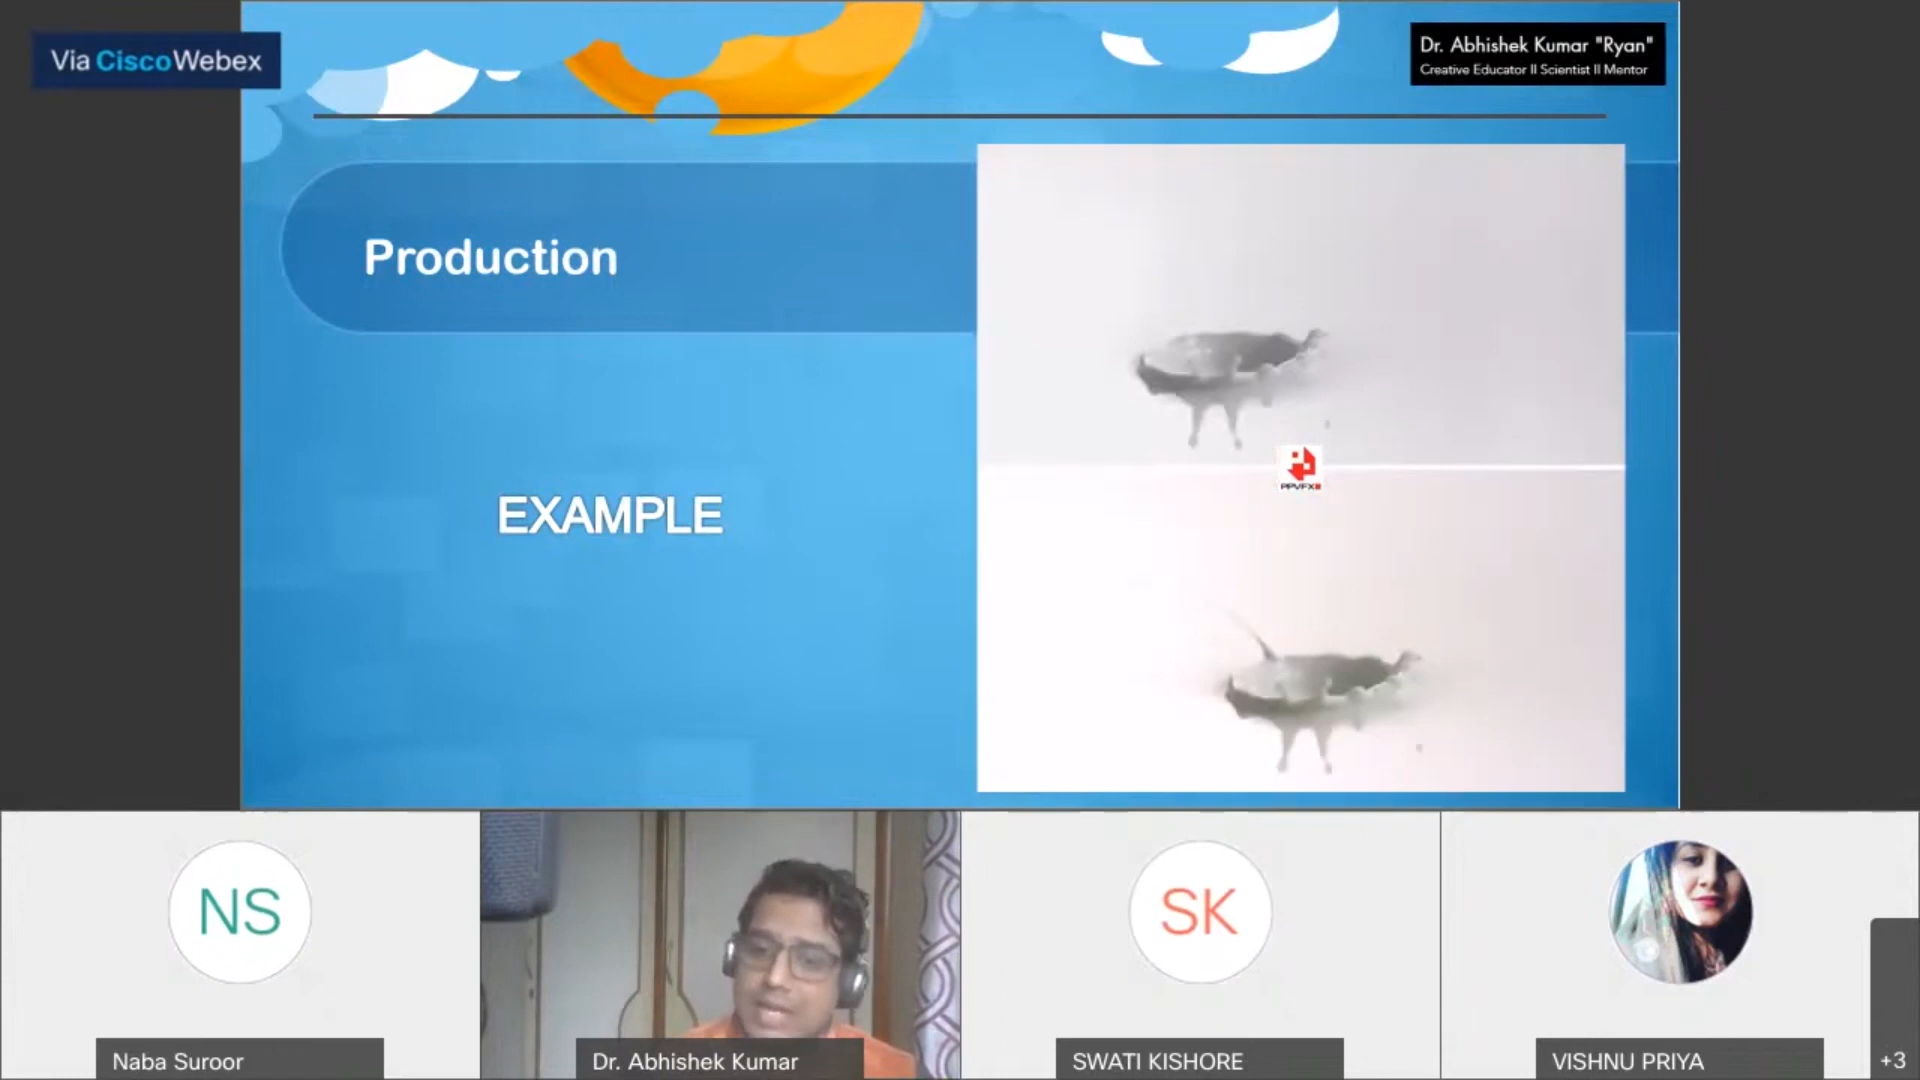 Via CiscoWebex
Dr. Abhishek Kumar "Ryan"
Creative Educator II Scientist II Mentor
Production
EXAMPLE
PPVFX
NS
SK
Naba Suroor
Dr. Abhishek Kumar
SWATI KISHORE
VISHNU PRIYA
+3